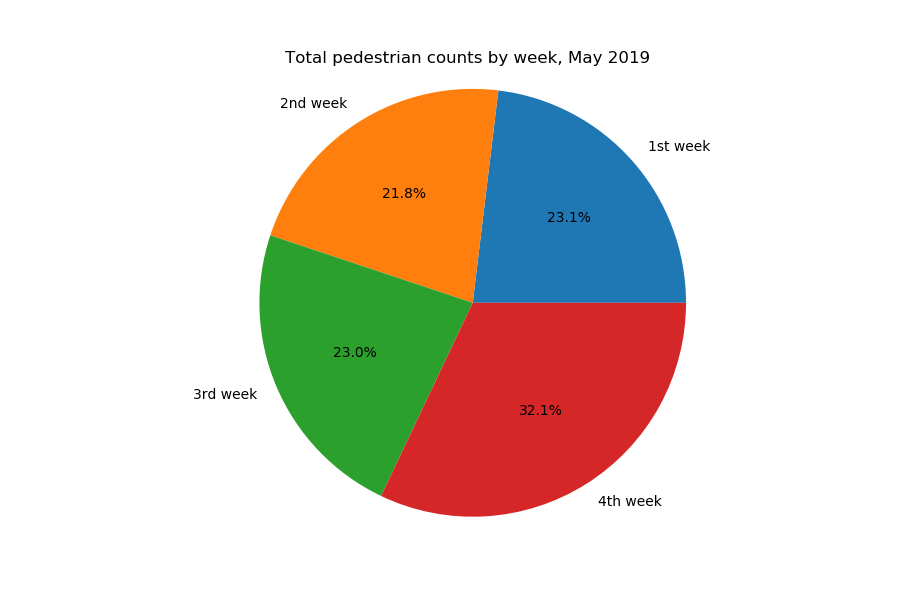 Total pedestrian counts by week, May 2019
2nd week
1st week
21.8%
23.1%
23.0%
3rd week
32.1%
4th week